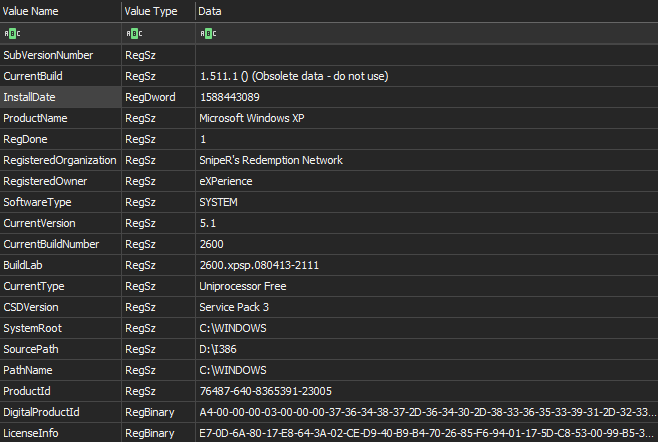 Value Name Value Type Data
ABC ABC ABC
SubVersionNumber RegSz
CurrentBuild RegSz 1.511.1 () (Obsolete data - do not use)
InstallDate RegDword 1588443089
ProductName RegSz Microsoft Windows XP
RegDone RegSz 1
RegisteredOrganization RegSz SnipeR's Redemption Network
RegisteredOwner RegSz eXPerience
SoftwareType RegSz SYSTEM
CurrentVersion RegSz 5.1
CurrentBuildNumber RegSz 2600
BuildLab RegSz 2600.xpsp.080413-2111
CurrentType RegSz Uniprocessor Free
CSDVersion RegSz Service Pack 3
SystemRoot RegSz C:\WINDOWS
SourcePath RegSz D:\I386
PathName RegSz C:\WINDOWS
ProductId RegSz 76487-640-8365391-23005
DigitalProductId RegBinary A4-00-00-00-03-00-00-00-37-36-34-38-37-2D-36-34-30-2D-38-33-36-35-33-39-31-2D-32-33...
LicenseInfo RegBinary E7-0D-6A-80-17-E8-64-3A-02-CE-D9-40-B9-B4-70-26-85-F6-94-01-17-5D-C8-53-00-99-B5-3...